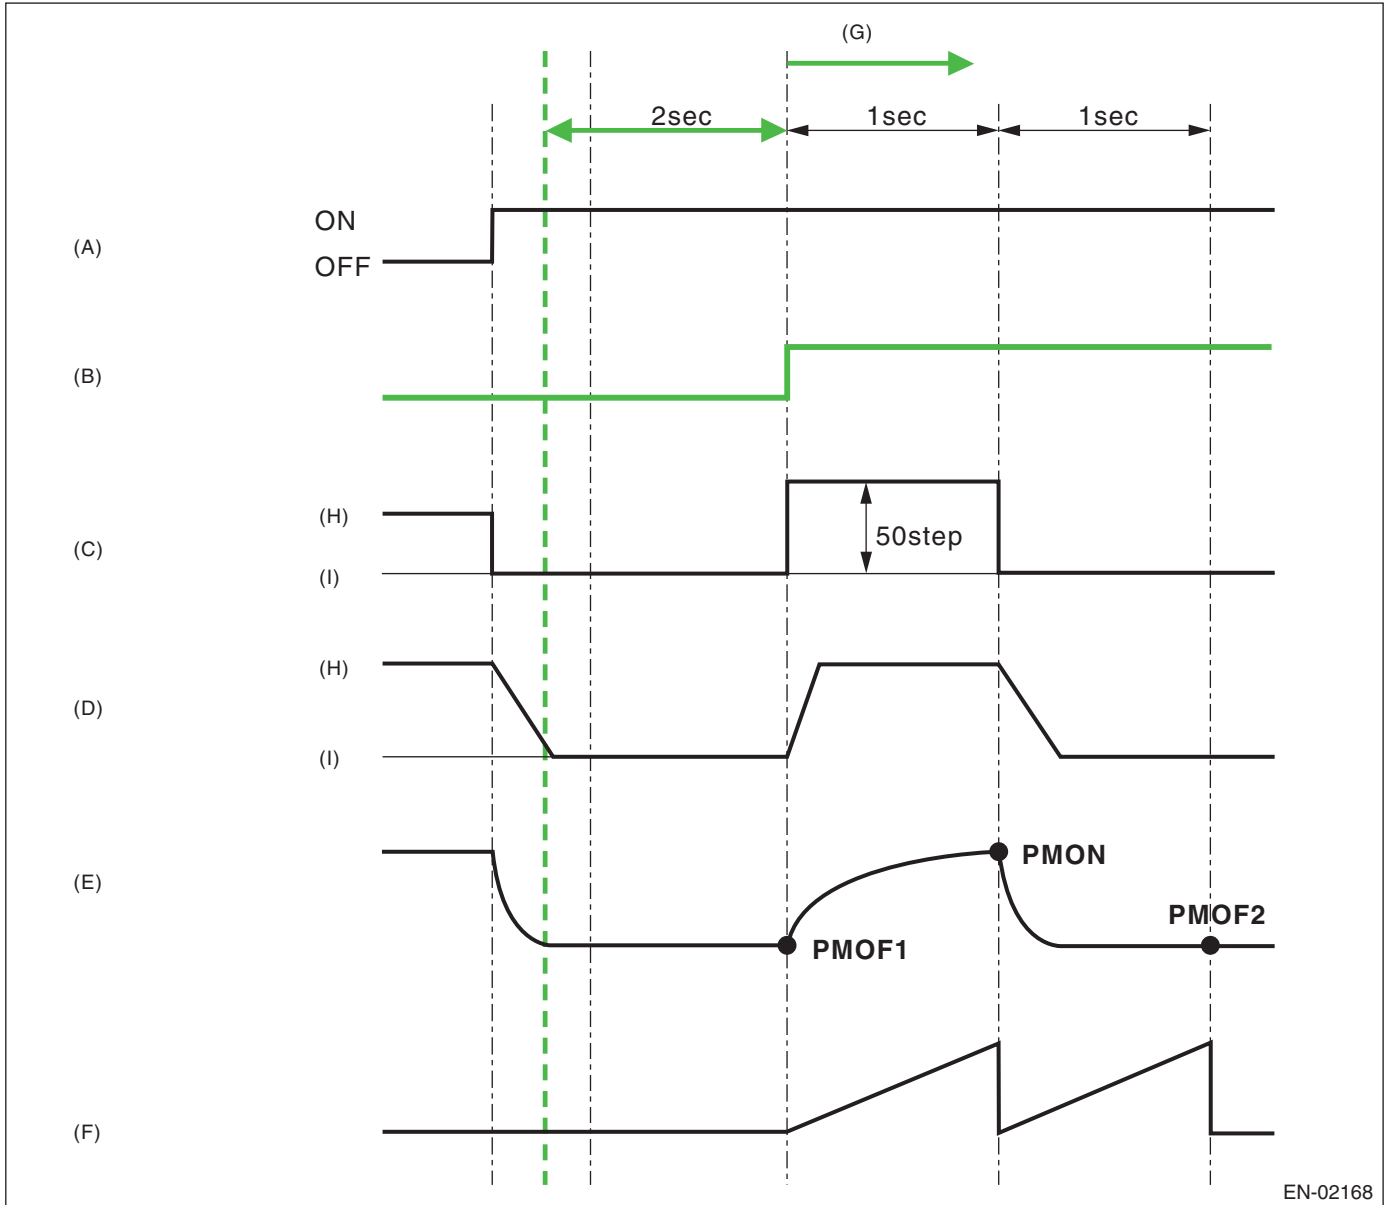 (G)
2sec 1sec 1sec
ON
(A)
OFF
(B)
(H)
50step
(C)
(I)
(H)
(D)
(I)
PMON
(E)
PMOF2
PMOF1
(F)
EN-02168